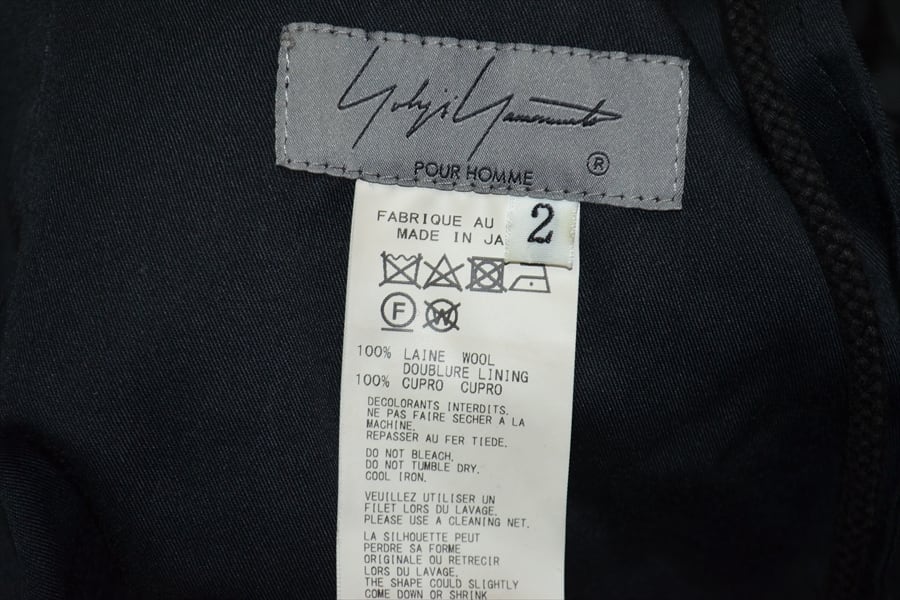 Yohji Yamamoto
POUR HOMME ®
2
FABRIQUE AU
MADE IN JA
F
W
100% LAINE WOOL
DOUBLURE LINING
100% CUPRO CUPRO
DECOLORANTS INTERDITS.
NE PAS FAIRE SECHER A LA
MACHINE.
REPASSER AU FER TIEDE.
DO NOT BLEACH.
DO NOT TUMBLE DRY.
COOL IRON.
VEUILLEZ UTILISER UN
FILET LORS DU LAVAGE.
PLEASE USE A CLEANING NET.
LA SILHOUETTE PEUT
PERDRE SA FORME
ORIGINALE OU RETRECIR
LORS DU LAVAGE.
THE SHAPE COULD SLIGHTLY
COME DOWN OR SHRINK